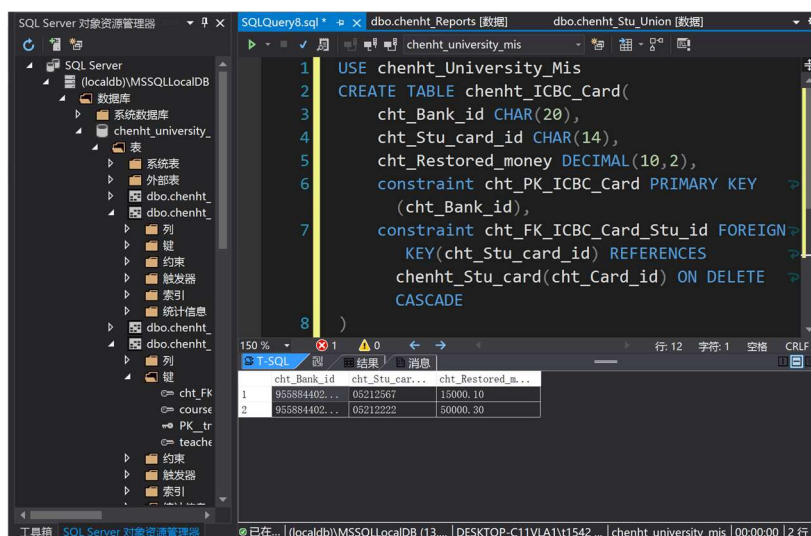 SQL Server 对象资源管理器
SQL Server
(localdb)\MSSQLLocalDB
数据库
系统数据库
chenht_university_
表
系统表
外部表
dbo.chenht_
dbo.chenht_
列
键
约束
触发器
索引
统计信息
dbo.chenht_
dbo.chenht_
列
键
cht_FK
course
PK__tr
teache
约束
触发器
索引
工具箱 SQL Server 对象资源管理器
SQLQuery8.sql * dbo.chenht_Reports [数据] dbo.chenht_Stu_Union [数据]
chenht_university_mis
1 USE chenht_University_Mis
2 CREATE TABLE chenht_ICBC_Card(
3 cht_Bank_id CHAR(20),
4 cht_Stu_card_id CHAR(14),
5 cht_Restored_money DECIMAL(10,2),
6 constraint cht_PK_ICBC_Card PRIMARY KEY
(cht_Bank_id),
7 constraint cht_FK_ICBC_Card_Stu_id FOREIGN
KEY(cht_Stu_card_id) REFERENCES
chenht_Stu_card(cht_Card_id) ON DELETE
CASCADE
8 )
150 % 1 0 行: 12 字符: 1 空格 CRLF
T-SQL 结果 消息
cht_Bank_id cht_Stu_car... cht_Restored_m...
1 955884402... 05212567 15000.10
2 955884402... 05212222 50000.30
已在... (localdb)\MSSQLLocalDB (13.... DESKTOP-C11VLA1\t1542 ... chenht_university_mis 00:00:00 2 行